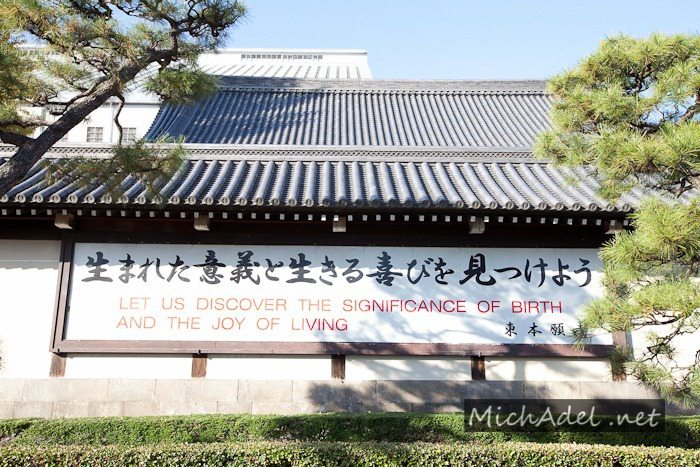 生まれた意義と生きる喜びを見つけよう
LET US DISCOVER THE SIGNIFICANCE OF BIRTH
AND THE JOY OF LIVING
東本願
MichAdel.net